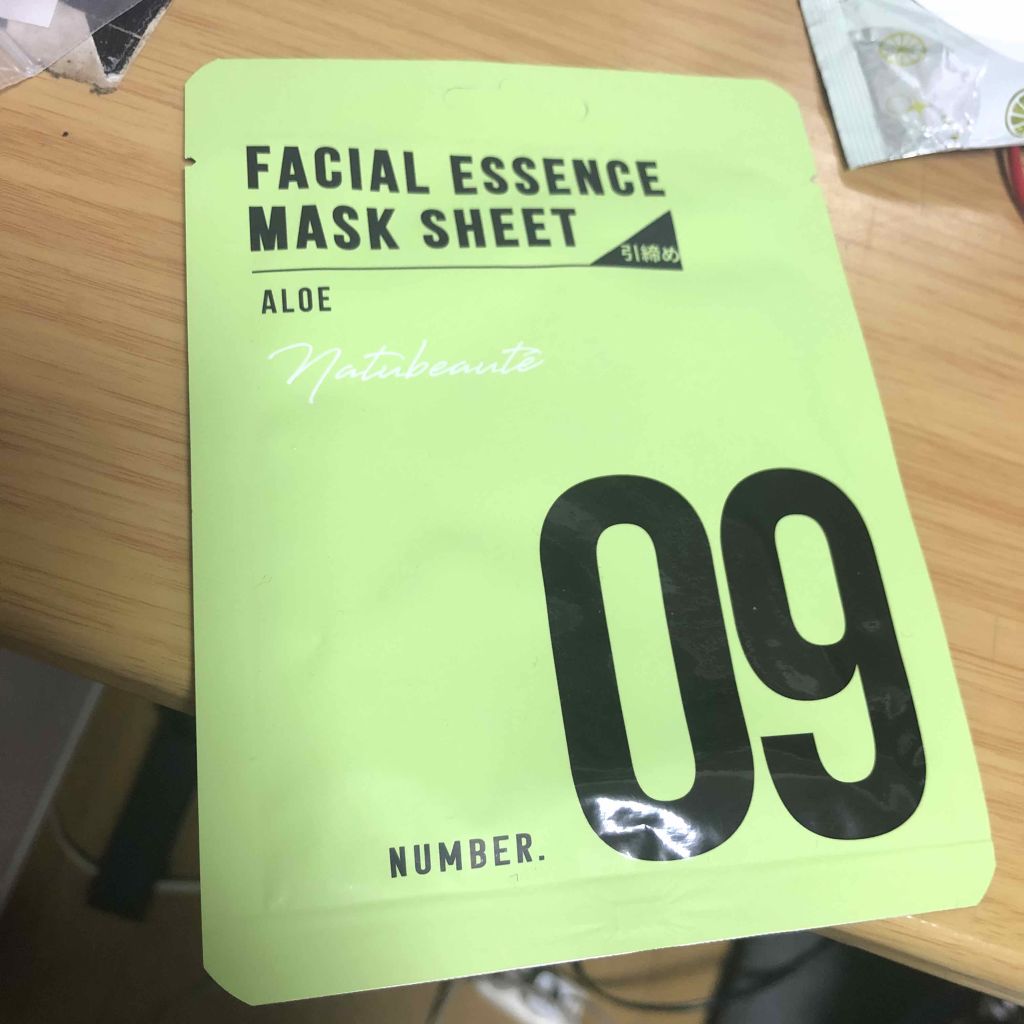 FACIAL ESSENCE
MASK SHEET
引締め
ALOE
Natubeauté
NUMBER.
09